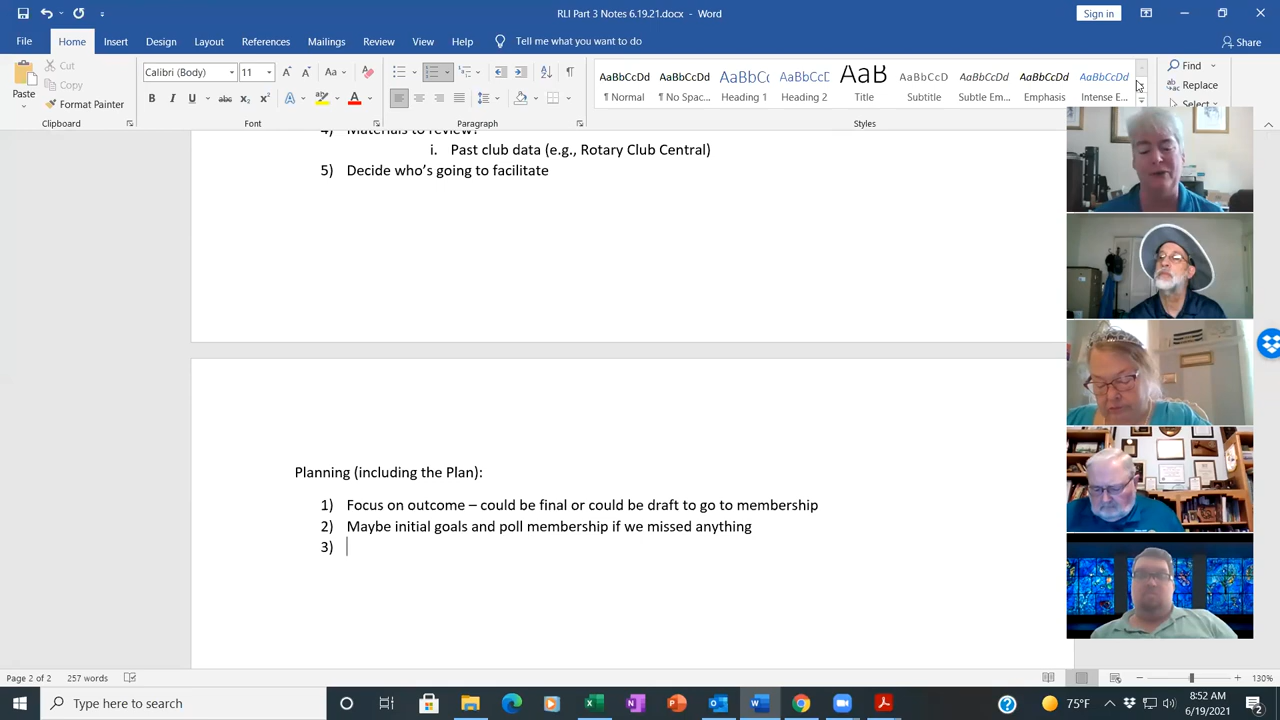 RLI Part 3 Notes 6.19.21.docx - Word
Sign in
File Home Insert Design Layout References Mailings Review View Help Tell me what you want to do
Share
Cut
Copy
Format Painter
Paste
Calibri (Body) 11
AaBbCcDd AaBbCcDd AaBbCc AaBbCcD AaB AaBbCcD AaBbCcDd AaBbCcDd AaBbCcDd
¶ Normal ¶ No Spac... Heading 1 Heading 2 Title Subtitle Subtle Em... Emphasis Intense E...
Find
Replace
Select
Clipboard Font Paragraph Styles
4) Materials to review?
i. Past club data (e.g., Rotary Club Central)
5) Decide who's going to facilitate
Planning (including the Plan):
1) Focus on outcome – could be final or could be draft to go to membership
2) Maybe initial goals and poll membership if we missed anything
3)
Page 2 of 2 257 words
130%
Type here to search
75°F
8:52 AM
6/19/2021
2